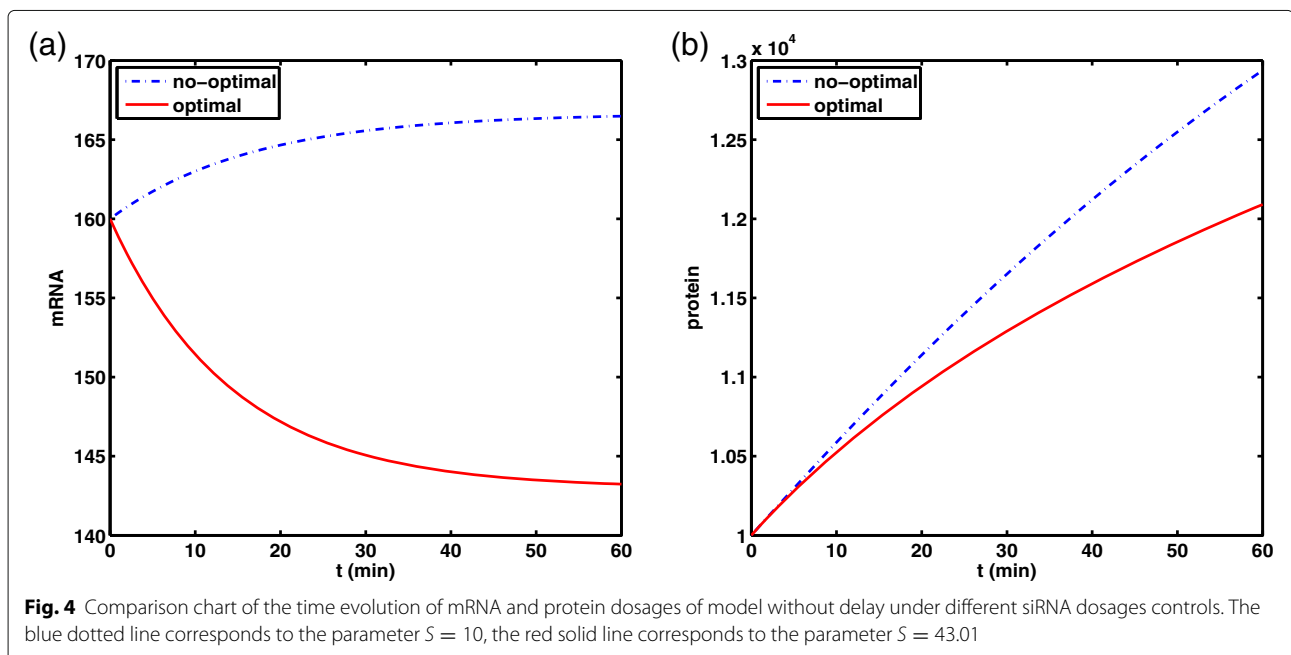 (a)
170
no-optimal
optimal
165
160
155
150
145
140
mRNA
0 10 20 30 40 50 60
t (min)
(b)
x 10⁴
1.3
no-optimal
optimal
1.25
1.2
1.15
1.1
1.05
1
protein
0 10 20 30 40 50 60
t (min)
Fig. 4 Comparison chart of the time evolution of mRNA and protein dosages of model without delay under different siRNA dosages controls. The
blue dotted line corresponds to the parameter S = 10, the red solid line corresponds to the parameter S = 43.01